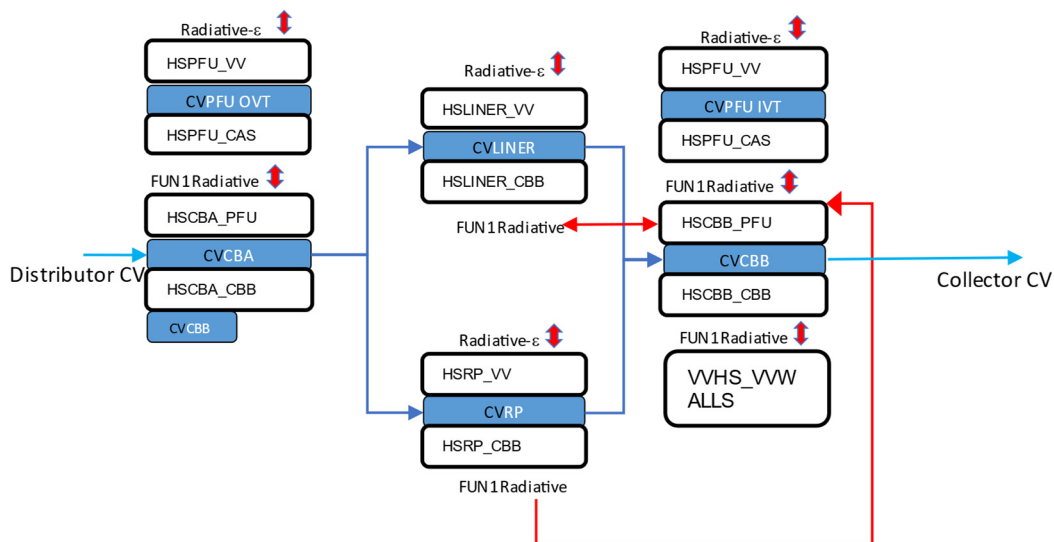 Radiative-ε
HSPFU_VV
CVPFU OVT
HSPFU_CAS
FUN1Radiative
HSCBA_PFU
CVCBA
HSCBA_CBB
CVCBB
Distributor CV
Radiative-ε
HSLINER_VV
CVLINER
HSLINER_CBB
FUN1Radiative
Radiative-ε
HSRP_VV
CVRP
HSRP_CBB
FUN1Radiative
Radiative-ε
HSPFU_VV
CVPFU IVT
HSPFU_CAS
FUN1Radiative
HSCBB_PFU
CVCBB
HSCBB_CBB
FUN1Radiative
VVHS_VVW
ALLS
Collector CV